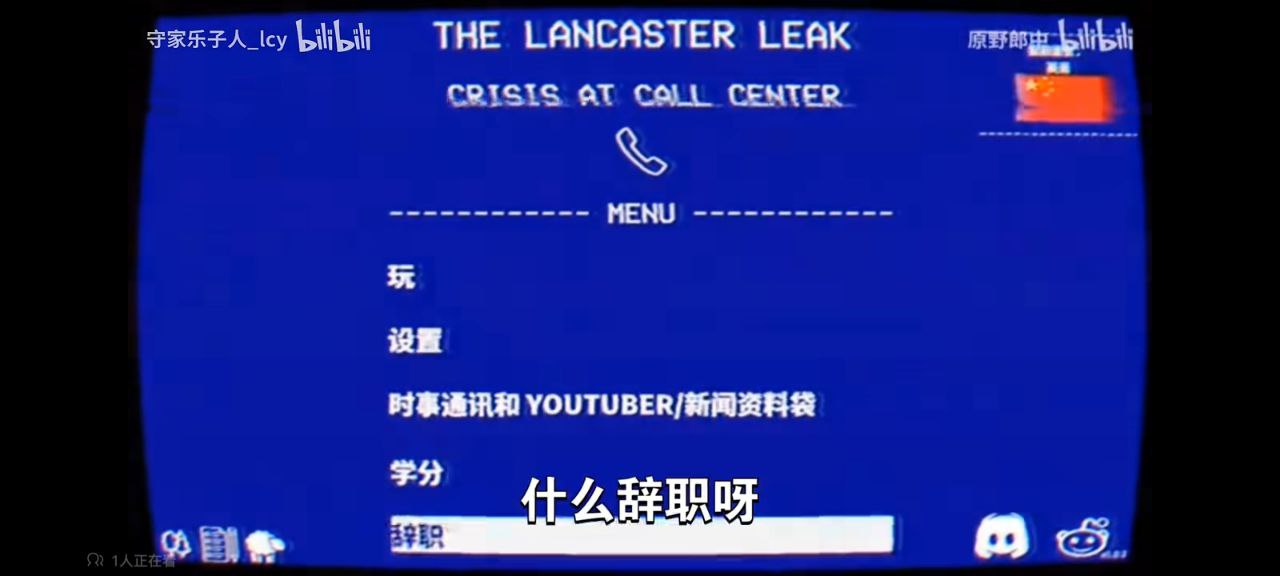 守家乐子人_lcy bilibili
THE LANCASTER LEAK
原野郎中 bilibili
CRISIS AT CALL CENTER
MENU
玩
设置
时事通讯和 YOUTUBER/新闻资料袋
学分
什么辞职呀
辞职
1人正在看